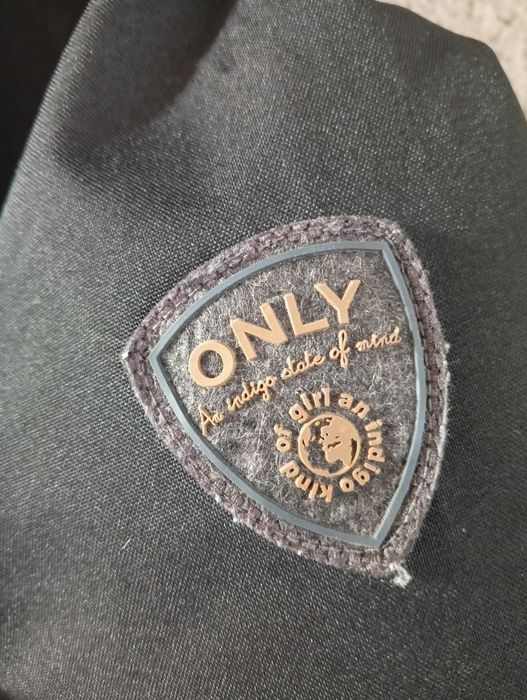 ONLY
An indigo state of mind
an indigo kind of girl